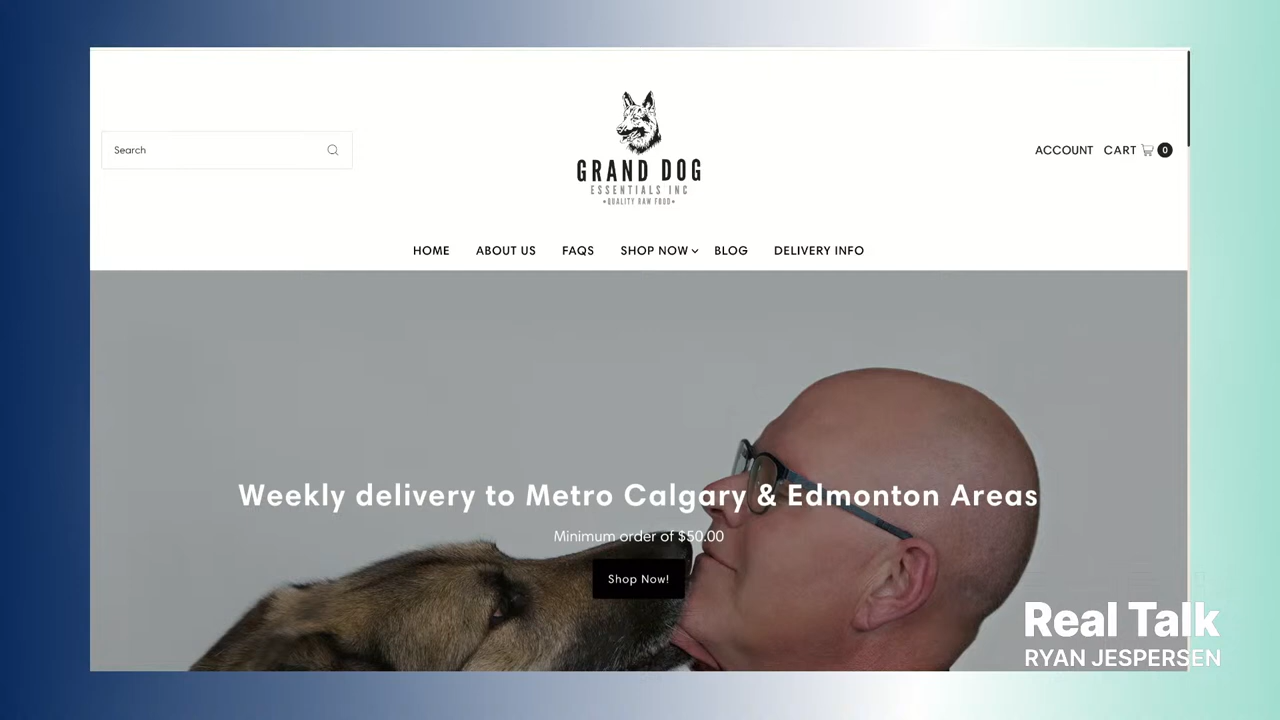 Search
GRAND DOG
ESSENTIALS INC
•QUALITY RAW FOOD•
ACCOUNT CART 0
HOME ABOUT US FAQS SHOP NOW BLOG DELIVERY INFO
Weekly delivery to Metro Calgary & Edmonton Areas
Minimum order of $50.00
Shop Now!
Real Talk
RYAN JESPERSEN